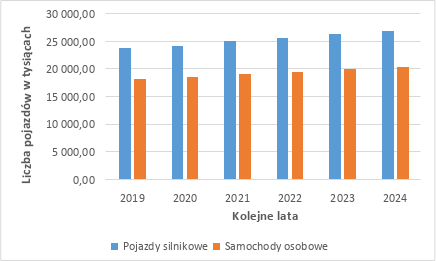 Liczba pojazdów w tysiącach
30 000,00
25 000,00
20 000,00
15 000,00
10 000,00
5 000,00
0,00
2019 2020 2021 2022 2023 2024
Kolejne lata
Pojazdy silnikowe Samochody osobowe